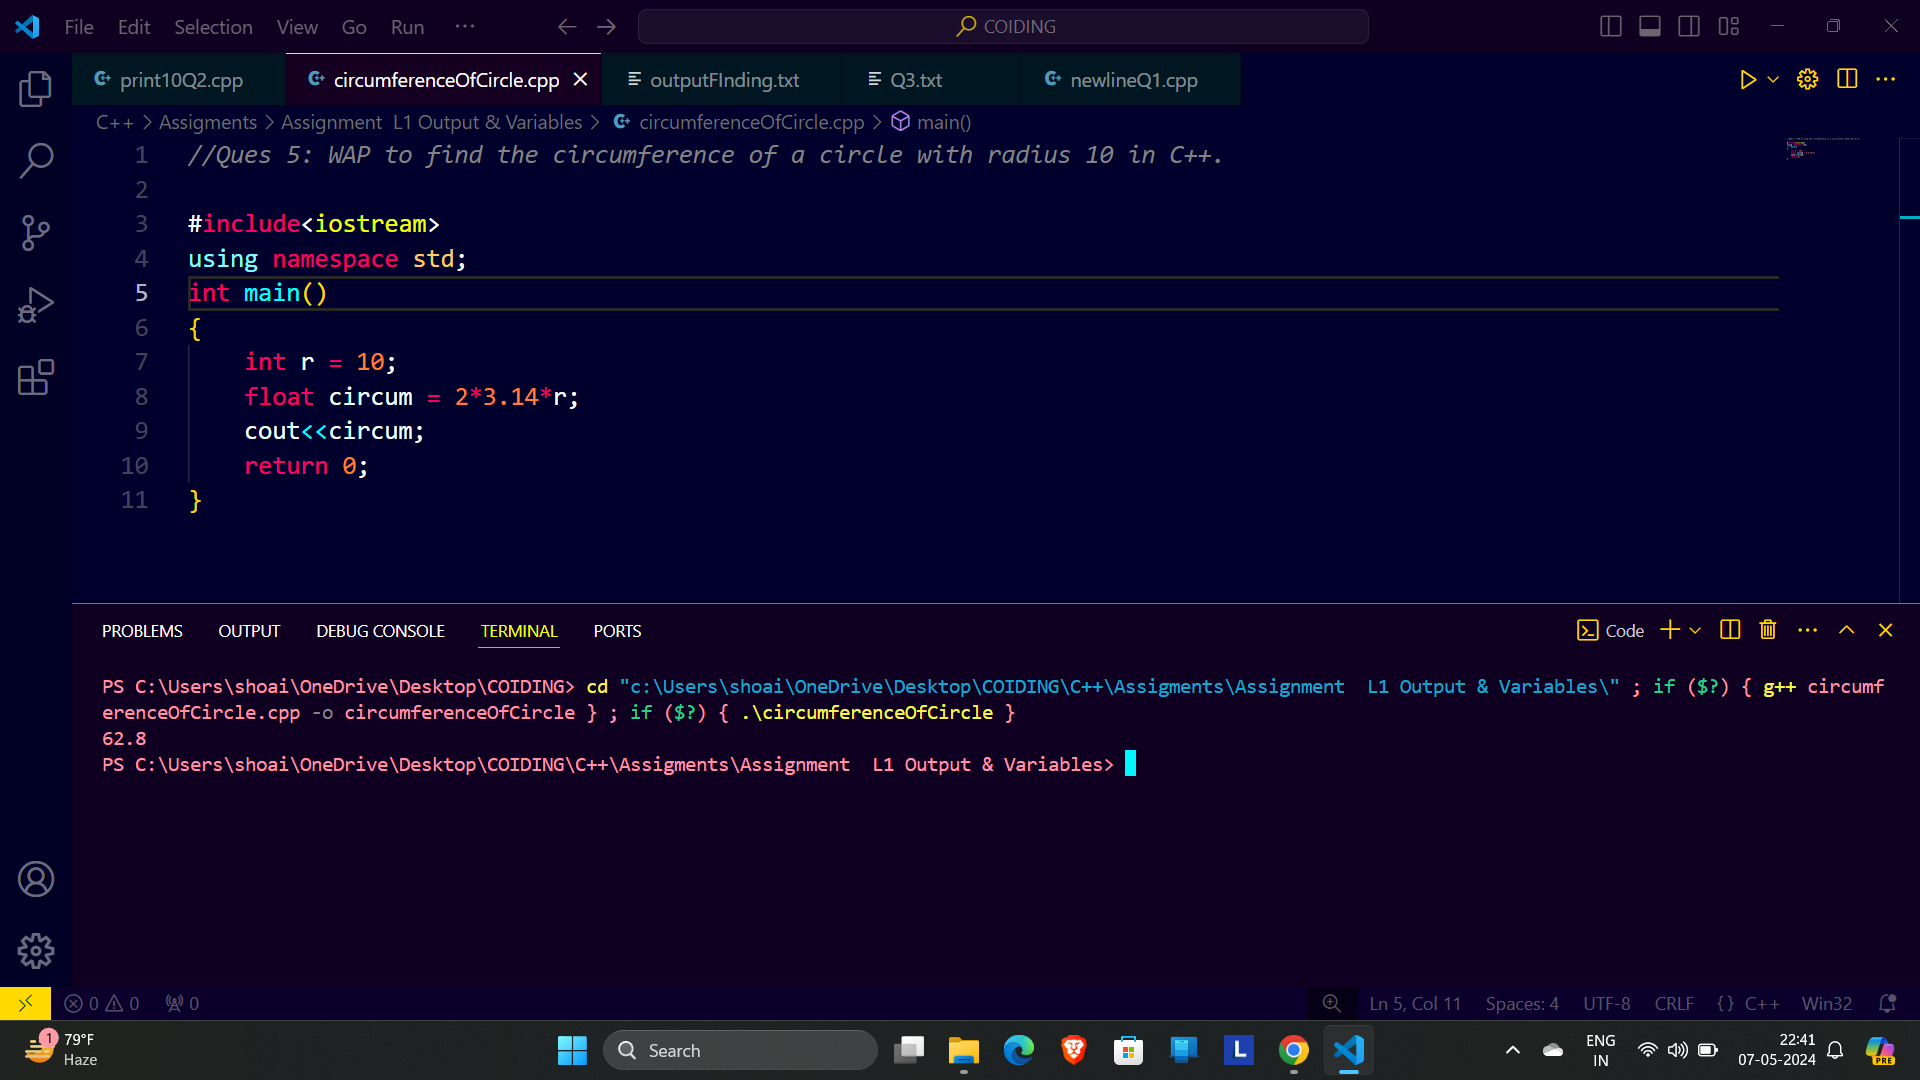 File Edit Selection View Go Run ··· COIDING
print10Q2.cpp circumferenceOfCircle.cpp outputFInding.txt Q3.txt newlineQ1.cpp
C++ > Assigments > Assignment L1 Output & Variables > circumferenceOfCircle.cpp > main()
1 //Ques 5: WAP to find the circumference of a circle with radius 10 in C++.
2
3 #include<iostream>
4 using namespace std;
5 int main()
6 {
7 int r = 10;
8 float circum = 2*3.14*r;
9 cout<<circum;
10 return 0;
11 }
PROBLEMS OUTPUT DEBUG CONSOLE TERMINAL PORTS Code
PS C:\Users\shoai\OneDrive\Desktop\COIDING> cd "c:\Users\shoai\OneDrive\Desktop\COIDING\C++\Assigments\Assignment  L1 Output & Variables\" ; if ($?) { g++ circumf
erenceOfCircle.cpp -o circumferenceOfCircle } ; if ($?) { .\circumferenceOfCircle }
62.8
PS C:\Users\shoai\OneDrive\Desktop\COIDING\C++\Assigments\Assignment  L1 Output & Variables>
0 0 0 Ln 5, Col 11 Spaces: 4 UTF-8 CRLF {} C++ Win32
1 79°F
Haze
Search
L
ENG
IN
22:41
07-05-2024
PRE